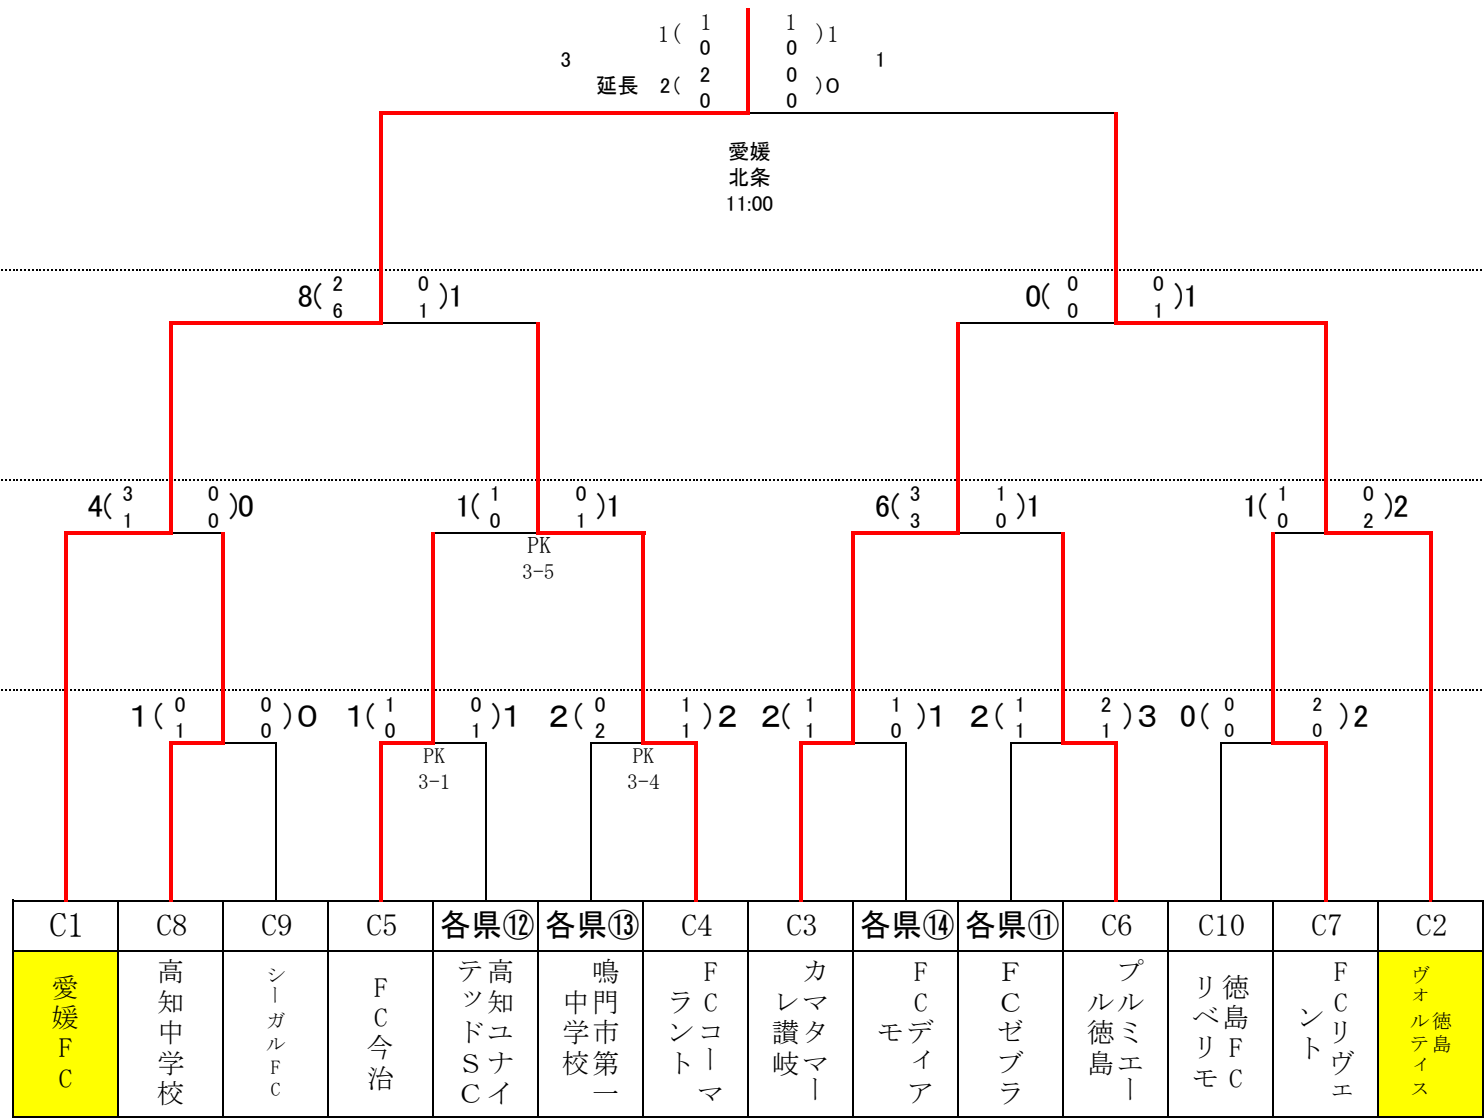 1( 1 0 1 0 )1
3 1
延長 2( 2 0 0 0 )0
愛媛
北条
11:00
8( 2 6 0 1 )1
0( 0 0 0 1 )1
4( 3 1 0 0 )0
1( 1 0 0 1 )1
PK
3-5
6( 3 3 1 0 )1
1( 1 0 0 2 )2
1( 0 1 0 0 )0
1( 1 0 0 1 )1
PK
3-1
2( 0 2 1 1 )2
PK
3-4
2( 1 1 1 0 )1
2( 1 1 2 1 )3
0( 0 0 2 0 )2
C1 C8 C9 C5 各県⑫ 各県⑬ C4 C3 各県⑭ 各県⑪ C6 C10 C7 C2
愛媛FC
高知中学校
シーガルFC
FC今治
高知ユナイ
テッドSC
鳴門市第一
中学校
FCコーマ
ラント
カマタマー
レ讃岐
FCディア
モ
FCゼブラ
プルミエー
ル徳島
徳島FC
リベリモ
FCリヴェ
ント
徳島
ヴォルティス